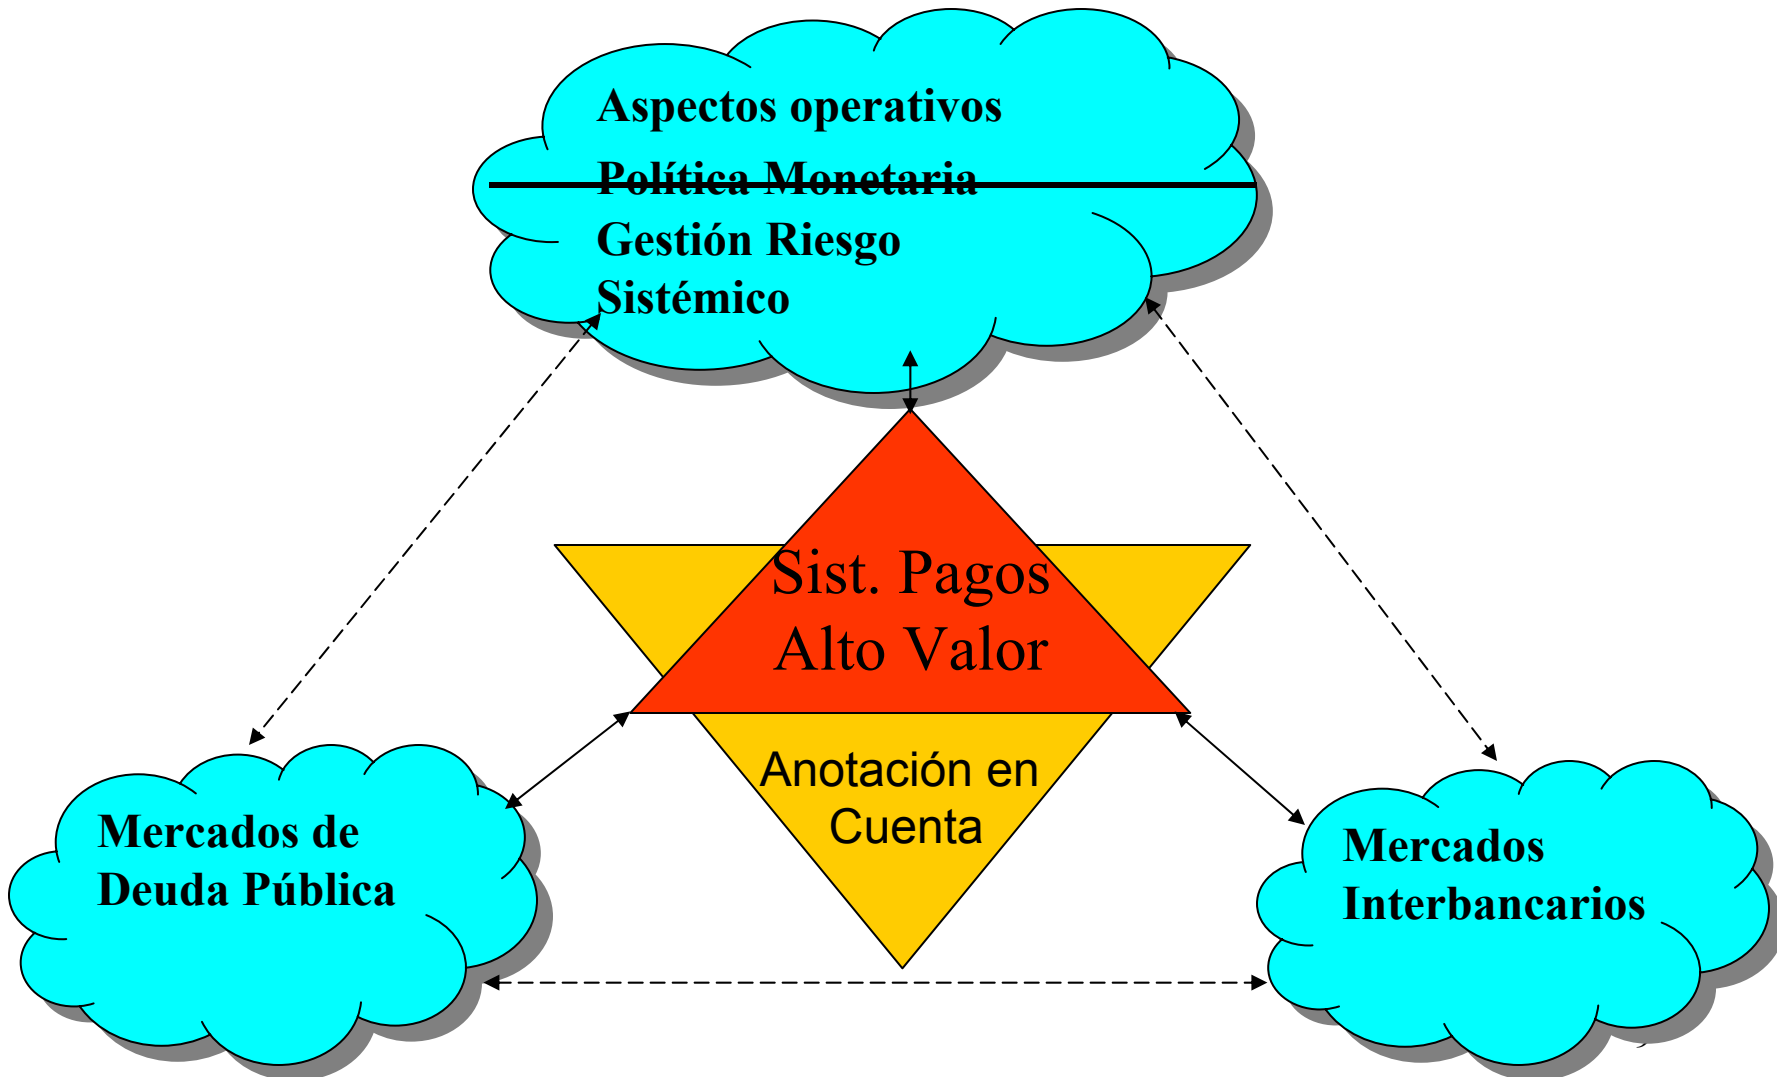 Aspectos operativos
Política Monetaria
Gestión Riesgo
Sistémico
Sist. Pagos
Alto Valor
Anotación en
Cuenta
Mercados de
Deuda Pública
Mercados
Interbancarios